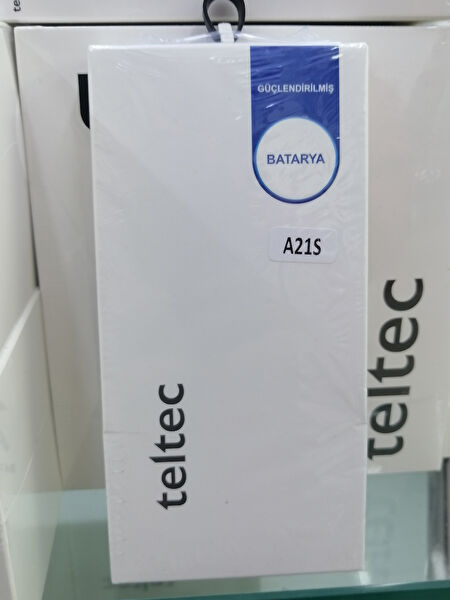 GÜÇLENDİRİLMİŞ
BATARYA
A21S
teltec
teltec